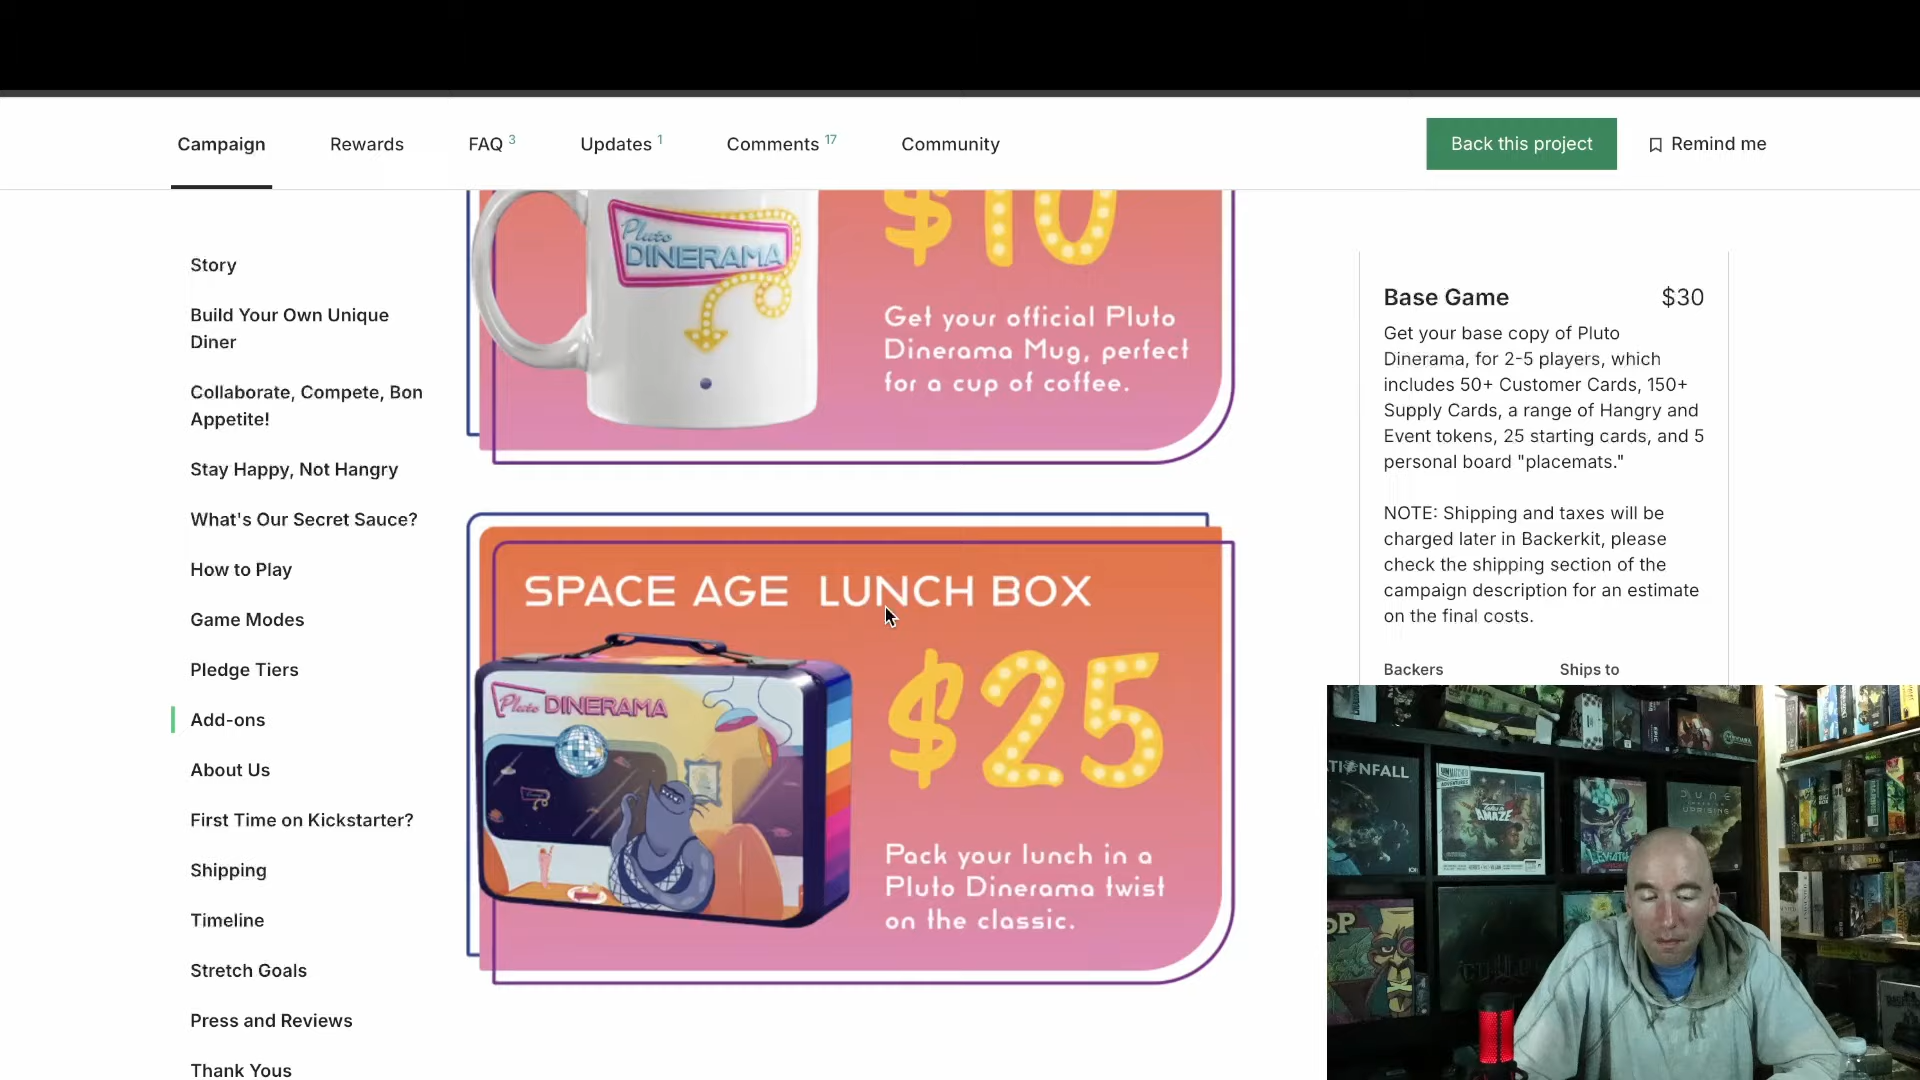 Campaign
Rewards
FAQ 3
Updates 1
Comments 17
Community
Back this project
Remind me
Story
Build Your Own Unique
Diner
Collaborate, Compete, Bon
Appetite!
Stay Happy, Not Hangry
What's Our Secret Sauce?
How to Play
Game Modes
Pledge Tiers
Add-ons
About Us
First Time on Kickstarter?
Shipping
Timeline
Stretch Goals
Press and Reviews
Thank Yous
Pluto
DINERAMA
$10
Get your official Pluto
Dinerama Mug, perfect
for a cup of coffee.
SPACE AGE LUNCH BOX
Pluto DINERAMA
$25
Pack your lunch in a
Pluto Dinerama twist
on the classic.
Base Game $30
Get your base copy of Pluto
Dinerama, for 2-5 players, which
includes 50+ Customer Cards, 150+
Supply Cards, a range of Hangry and
Event tokens, 25 starting cards, and 5
personal board "placemats."
NOTE: Shipping and taxes will be
charged later in Backerkit, please
check the shipping section of the
campaign description for an estimate
on the final costs.
Backers
Ships to